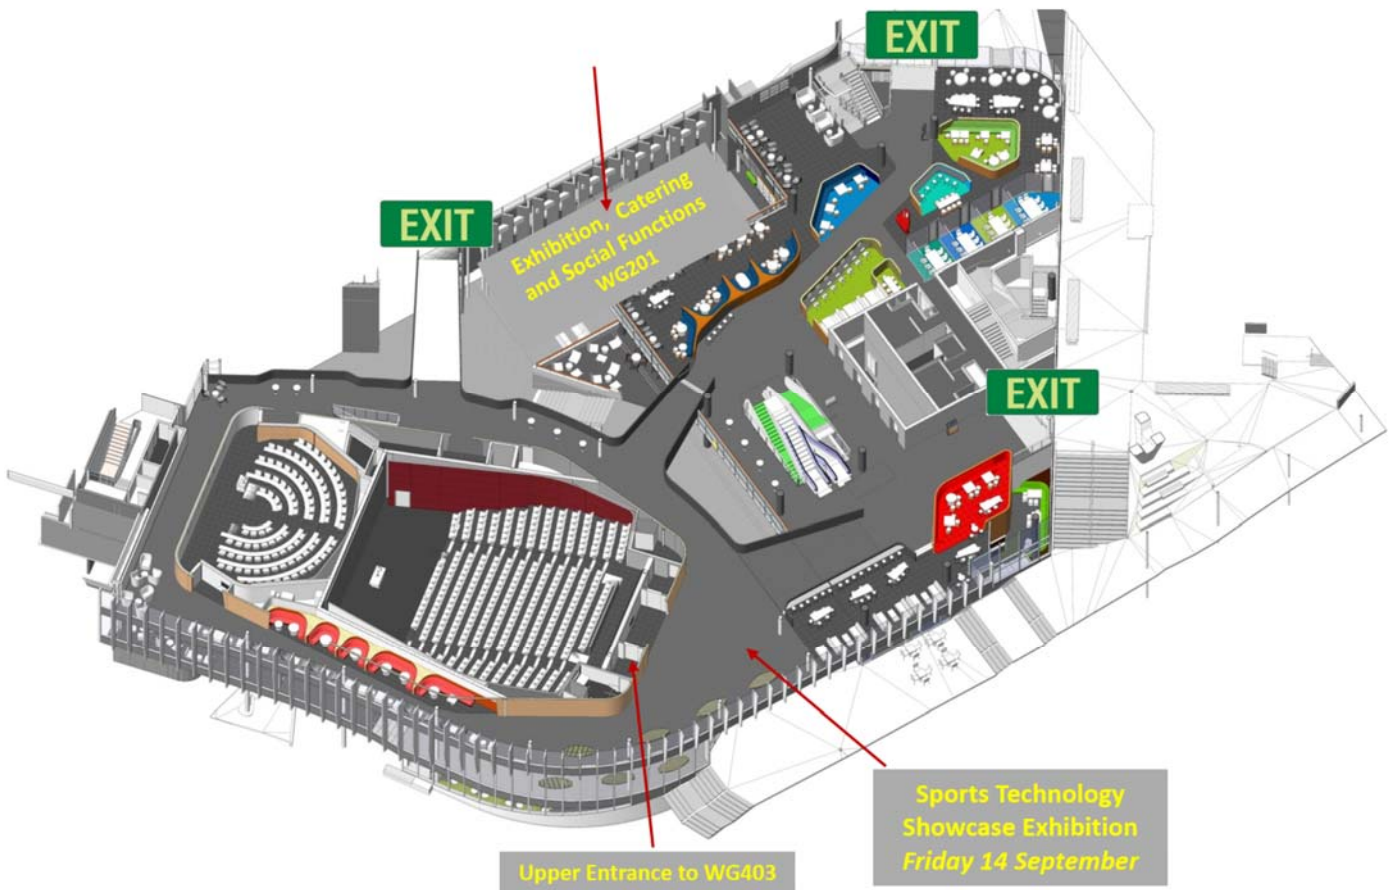 EXIT
EXIT
Exhibition, Catering
and Social Functions
WG201
EXIT
Sports Technology
Showcase Exhibition
Friday 14 September
Upper Entrance to WG403